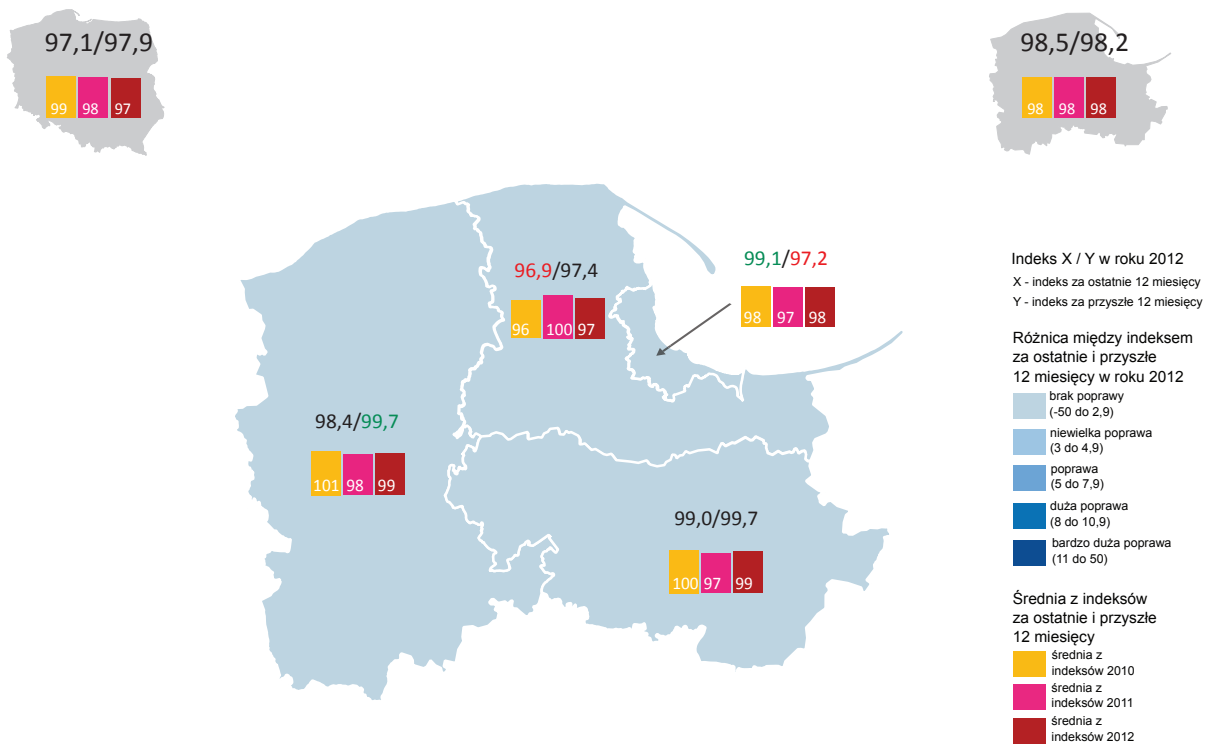 97,1/97,9
99 98 97
98,5/98,2
98 98 98
96,9/97,4
96 100 97
99,1/97,2
98 97 98
98,4/99,7
101 98 99
99,0/99,7
100 97 99
Indeks X / Y w roku 2012
X - indeks za ostatnie 12 miesięcy
Y - indeks za przyszłe 12 miesięcy
Różnica między indeksem
za ostatnie i przyszłe
12 miesięcy w roku 2012
brak poprawy
(-50 do 2,9)
niewielka poprawa
(3 do 4,9)
poprawa
(5 do 7,9)
duża poprawa
(8 do 10,9)
bardzo duża poprawa
(11 do 50)
Średnia z indeksów
za ostatnie i przyszłe
12 miesięcy
średnia z
indeksów 2010
średnia z
indeksów 2011
średnia z
indeksów 2012